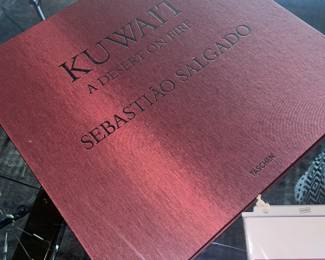 KUWAIT
A DESERT ON FIRE
SEBASTIÃO SALGADO
TASCHEN